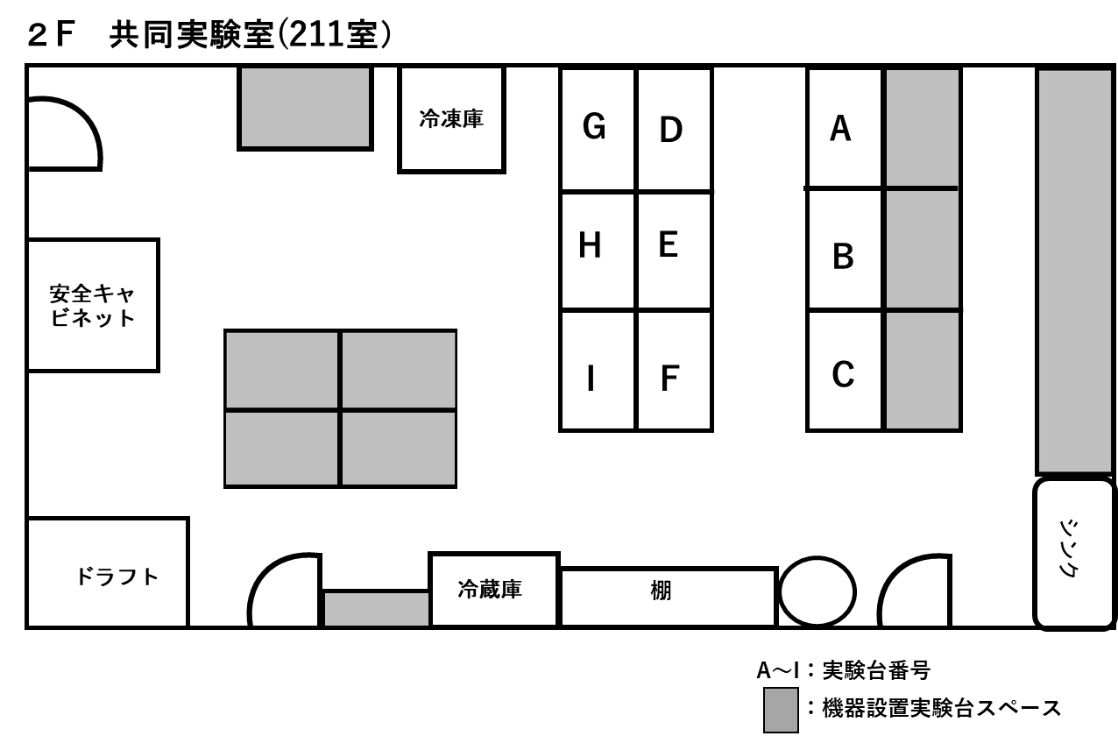 ２F　共同実験室(211室）
冷凍庫
G
D
A
H
E
B
安全キャ
ビネット
I
F
C
シンク
ドラフト
冷蔵庫
棚
A～I：実験台番号
：機器設置実験台スペース